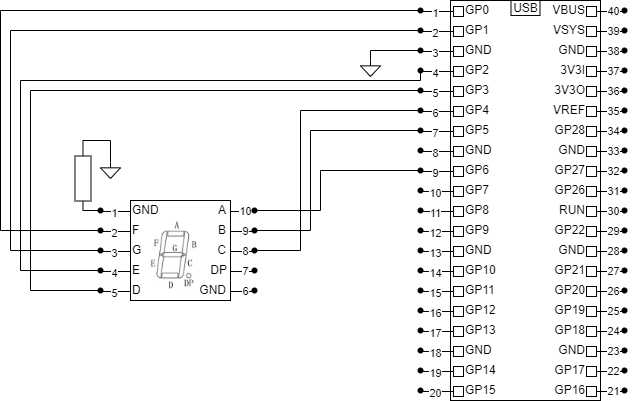 USB
1 GP0 VBUS 40
2 GP1 VSYS 39
3 GND GND 38
4 GP2 3V3I 37
5 GP3 3V3O 36
6 GP4 VREF 35
7 GP5 GP28 34
8 GND GND 33
9 GP6 GP27 32
10 GP7 GP26 31
11 GP8 RUN 30
12 GP9 GP22 29
13 GND GND 28
14 GP10 GP21 27
15 GP11 GP20 26
16 GP12 GP19 25
17 GP13 GP18 24
18 GND GND 23
19 GP14 GP17 22
20 GP15 GP16 21
1 GND A 10
2 F B 9
3 G C 8
4 E DP 7
5 D GND 6
A
F B
G
E C
D DP